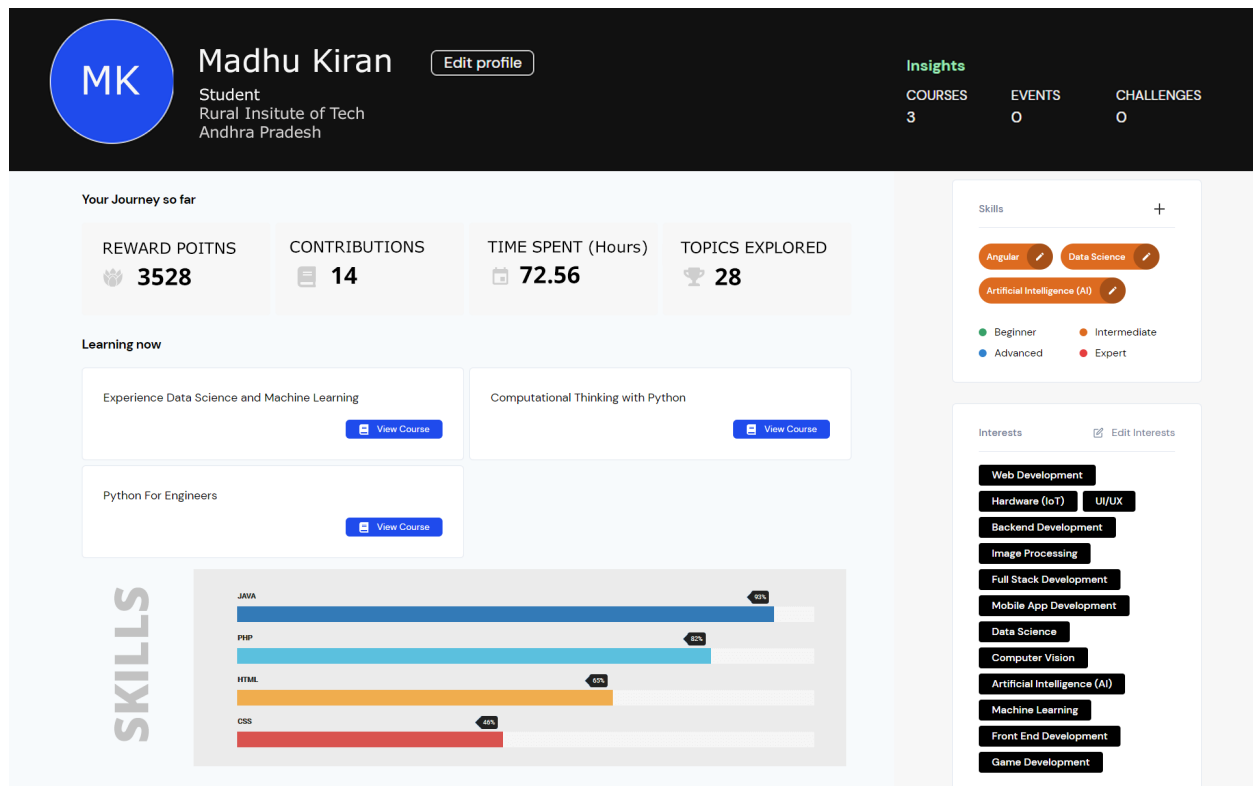 MK
Madhu Kiran
Edit profile
Student
Rural Insitute of Tech
Andhra Pradesh
Insights
COURSES EVENTS CHALLENGES
3 0 0
Your Journey so far
REWARD POITNS
3528
CONTRIBUTIONS
14
TIME SPENT (Hours)
72.56
TOPICS EXPLORED
28
Learning now
Experience Data Science and Machine Learning
View Course
Computational Thinking with Python
View Course
Python For Engineers
View Course
SKILLS
JAVA 93%
PHP 82%
HTML 65%
CSS 46%
Skills
Angular Data Science
Artificial Intelligence (AI)
Beginner Intermediate
Advanced Expert
Interests Edit Interests
Web Development
Hardware (IoT) UI/UX
Backend Development
Image Processing
Full Stack Development
Mobile App Development
Data Science
Computer Vision
Artificial Intelligence (AI)
Machine Learning
Front End Development
Game Development